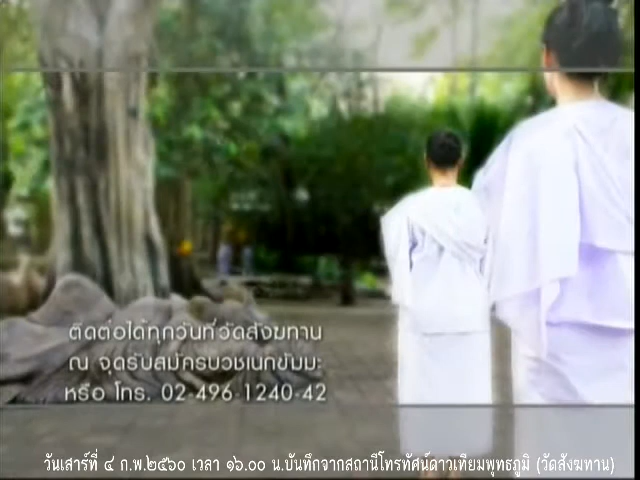 ติดต่อได้ทุกวันที่วัดสังฆทาน
ณ จุดรับสมัครบวชเนกขัมมะ
หรือ โทร. 02-496 1240-42
วันเสาร์ที่ ๔ ก.พ.๒๕๖๐ เวลา ๑๖.๐๐ น.บันทึกจากสถานีโทรทัศน์ดาวเทียมพุทธภูมิ (วัดสังฆทาน)